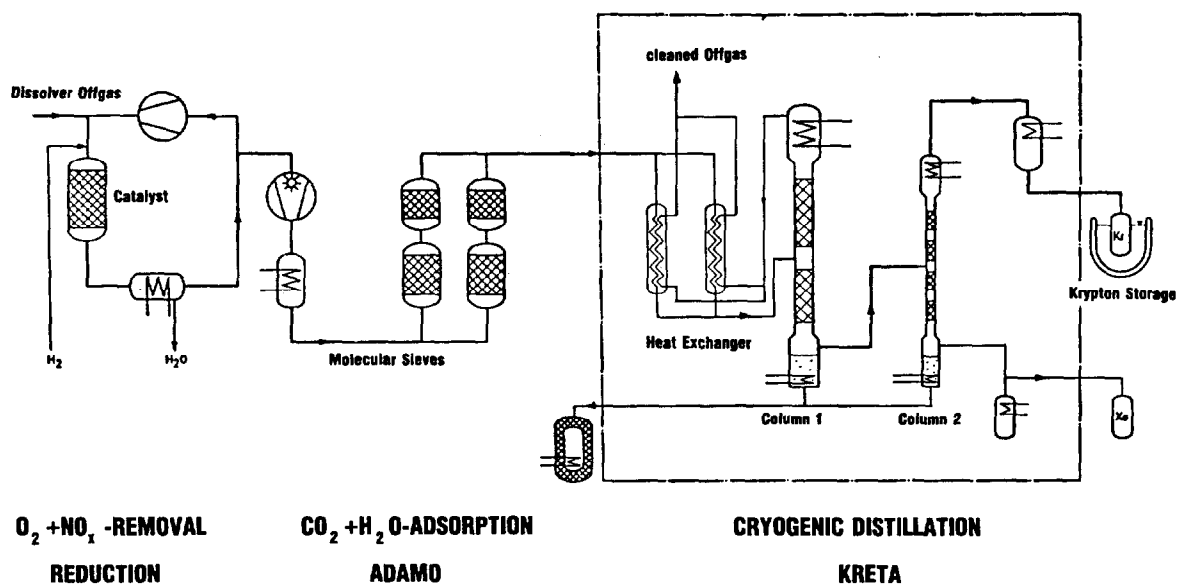 cleaned Offgas
Dissolver Offgas
Catalyst
H2
H2O
Molecular Sieves
Heat Exchanger
Column 1
Column 2
Kr
Krypton Storage
Xe
O2 +NOx -REMOVAL
REDUCTION
CO2 +H2O-ADSORPTION
ADAMO
CRYOGENIC DISTILLATION
KRETA